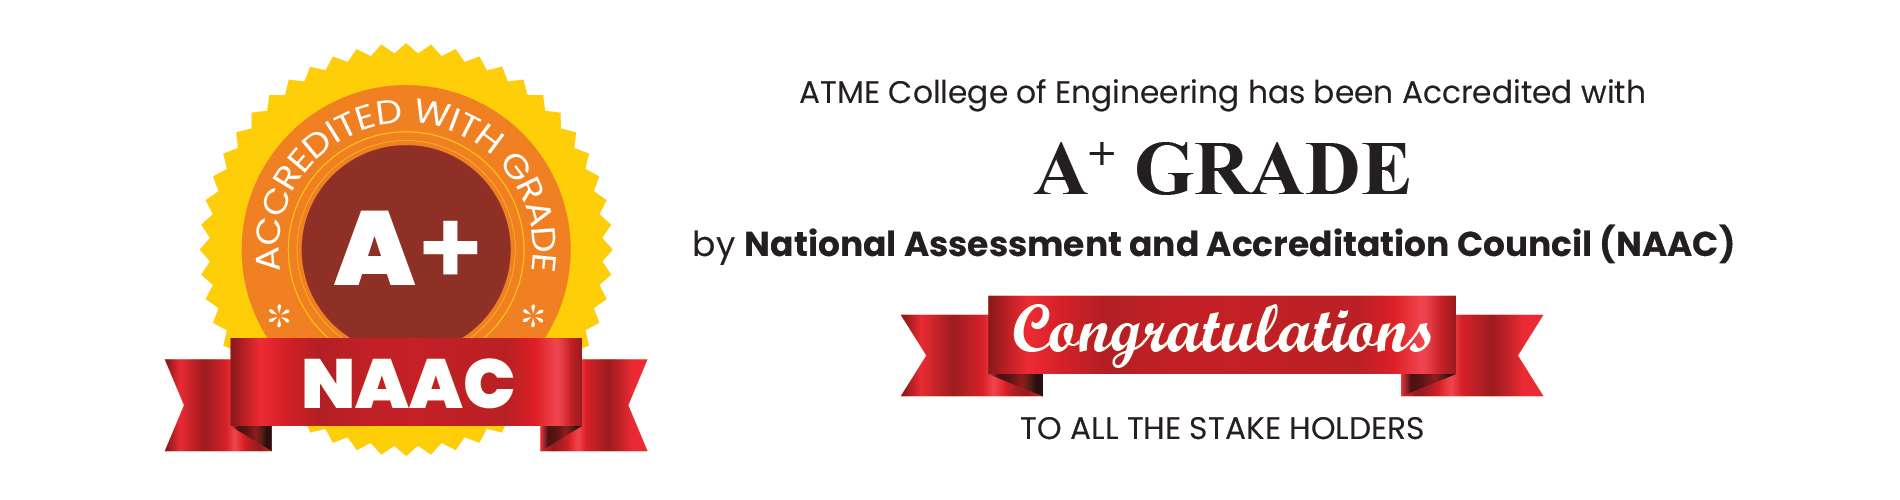 ACCREDITED WITH GRADE
A+
NAAC
ATME College of Engineering has been Accredited with
A+ GRADE
by National Assessment and Accreditation Council (NAAC)
Congratulations
TO ALL THE STAKE HOLDERS